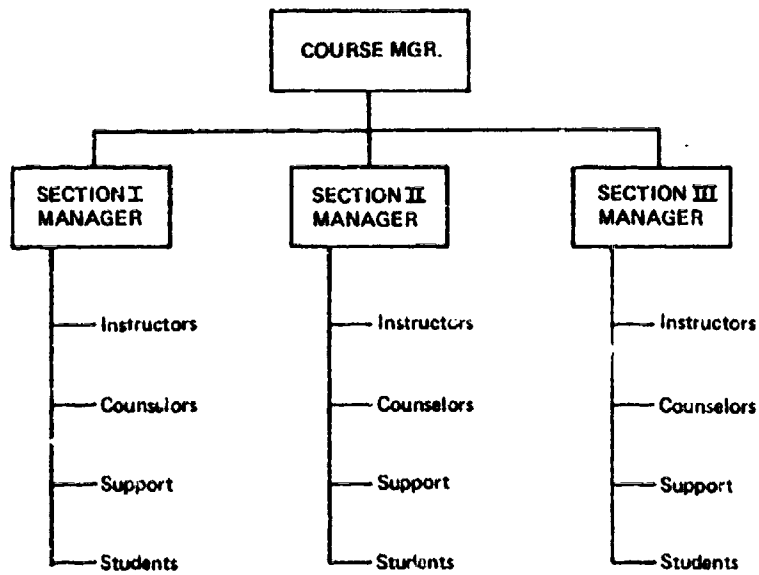 COURSE MGR.
SECTION I
MANAGER
SECTION II
MANAGER
SECTION III
MANAGER
Instructors
Counselors
Support
Students
Instructors
Counselors
Support
Students
Instructors
Counselors
Support
Students